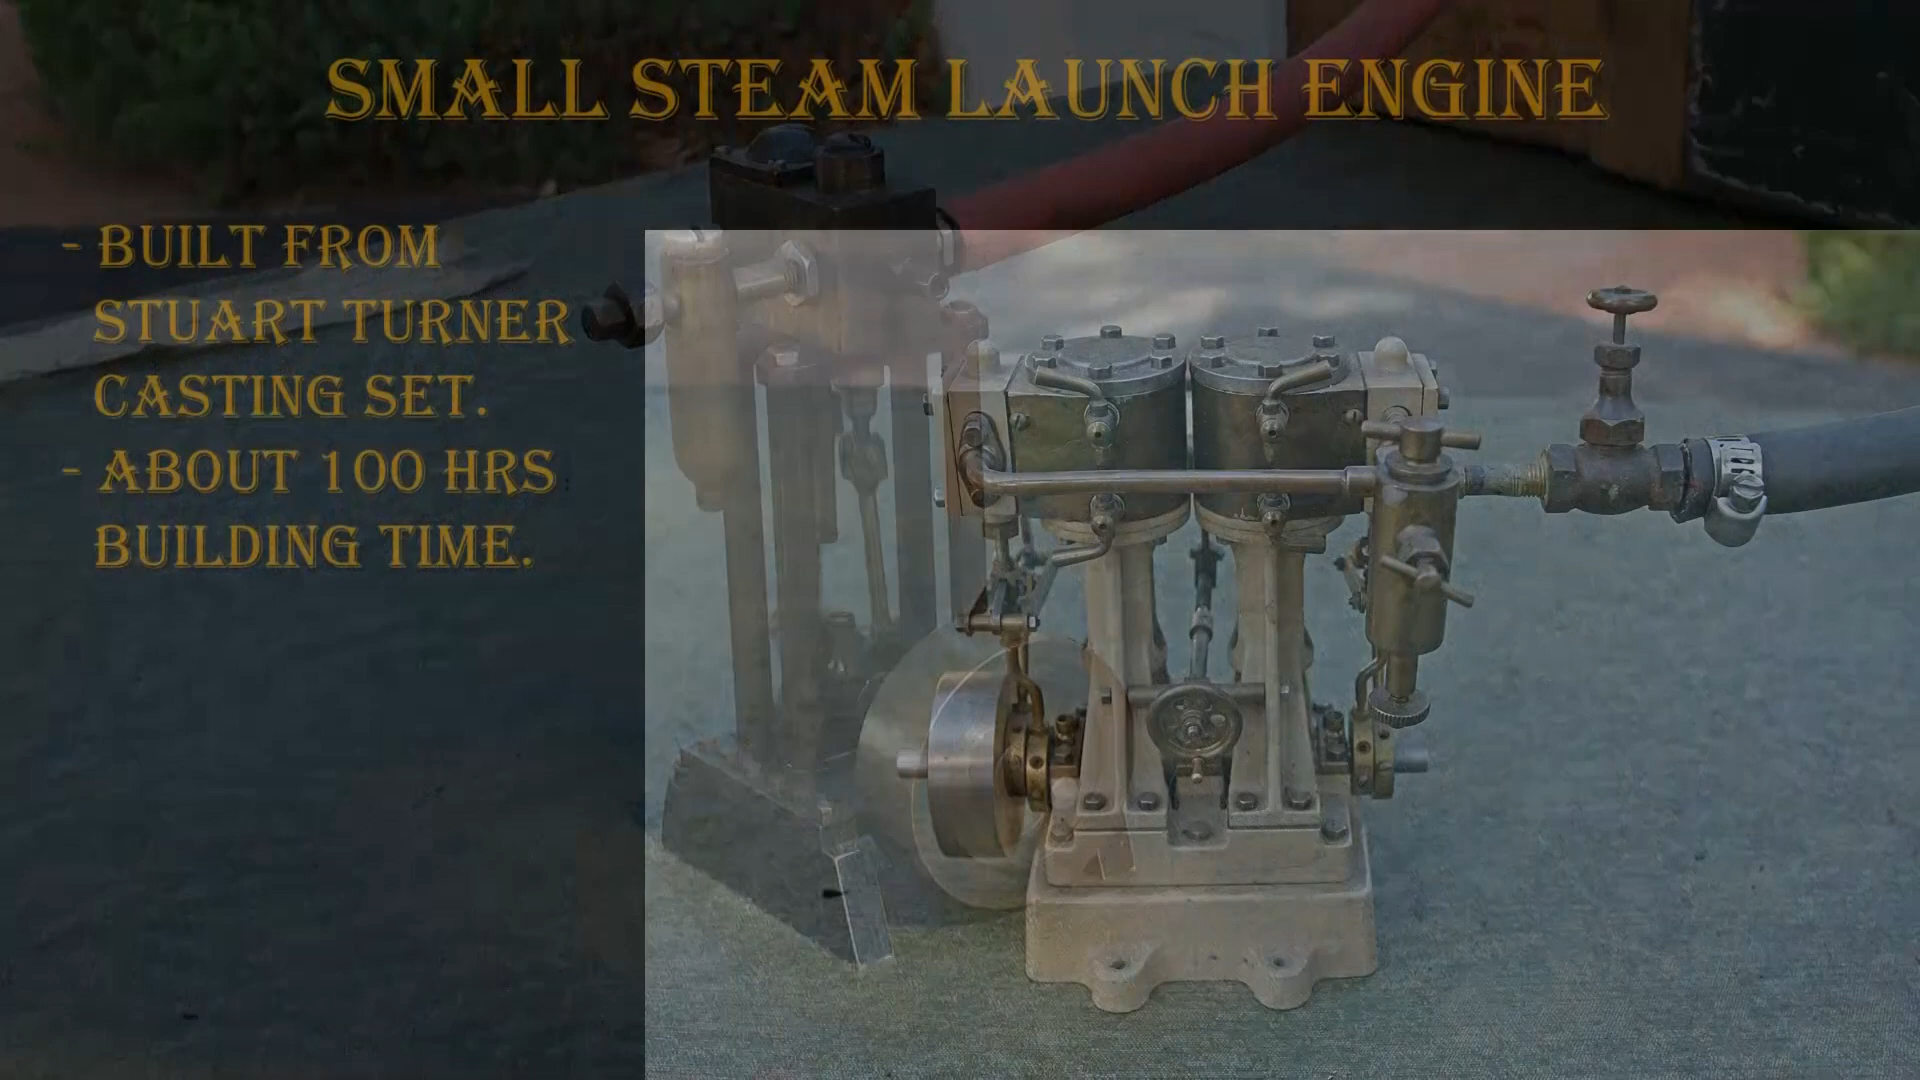 SMALL STEAM LAUNCH ENGINE
- BUILT FROM
STUART TURNER
CASTING SET.
- ABOUT 100 HRS
BUILDING TIME.